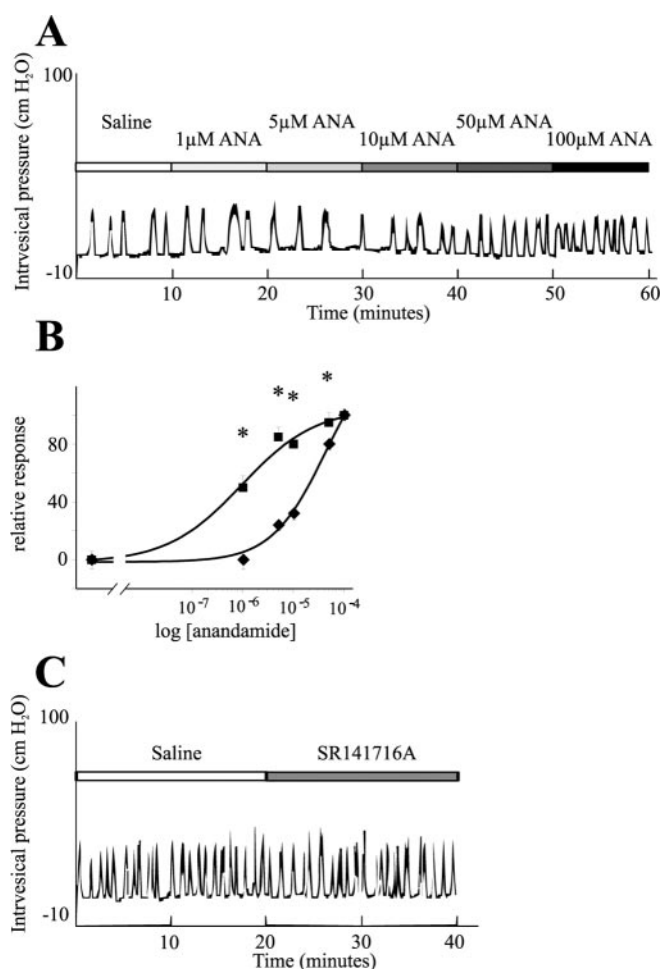 A
Intrvesical pressure (cm H₂O)
100
-10
Saline
1µM ANA
5µM ANA
10µM ANA
50µM ANA
100µM ANA
10 20 30 40 50 60
Time (minutes)
B
relative response
80
40
0
* * * *
10⁻⁷ 10⁻⁶ 10⁻⁵ 10⁻⁴
log [anandamide]
C
Intrvesical pressure (cm H₂O)
100
-10
Saline SR141716A
10 20 30 40
Time (minutes)